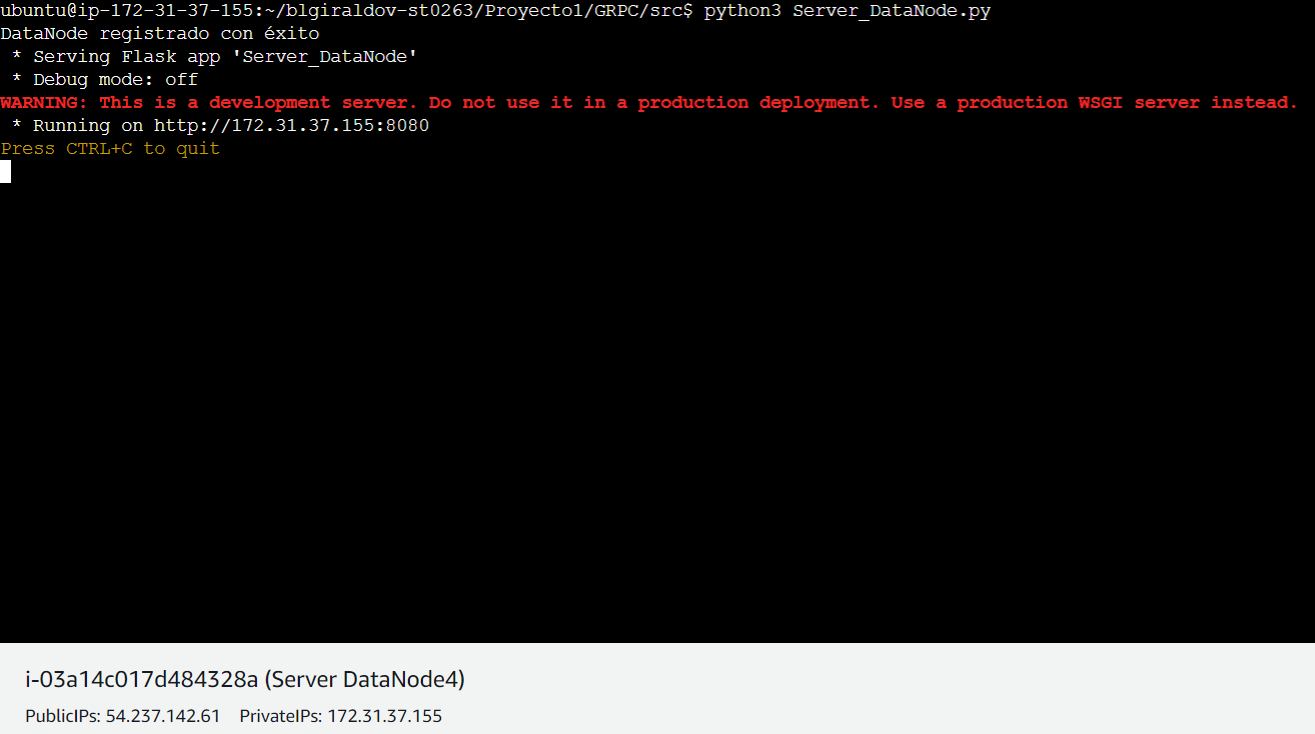 ubuntu@ip-172-31-37-155:~/blgiraldov-st0263/Proyecto1/GRPC/src$ python3 Server_DataNode.py
DataNode registrado con éxito
 * Serving Flask app 'Server_DataNode'
 * Debug mode: off
WARNING: This is a development server. Do not use it in a production deployment. Use a production WSGI server instead.
 * Running on http://172.31.37.155:8080
Press CTRL+C to quit
i-03a14c017d484328a (Server DataNode4)
PublicIPs: 54.237.142.61 PrivateIPs: 172.31.37.155